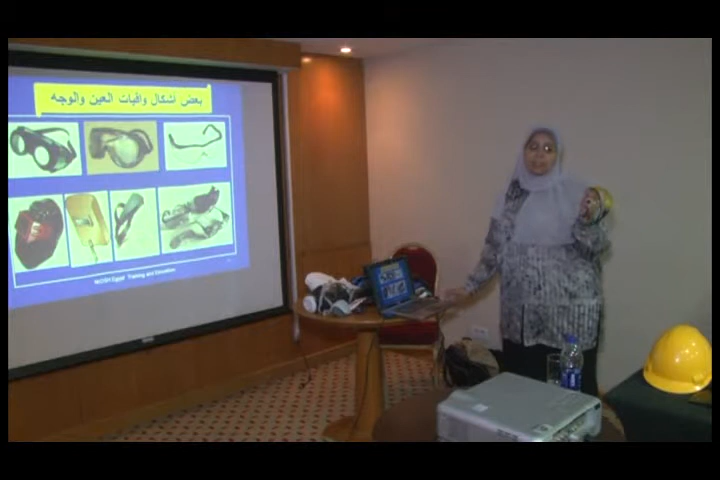 بعض أشكال واقيات العين والوجه
NIOSH Egypt Training and Education